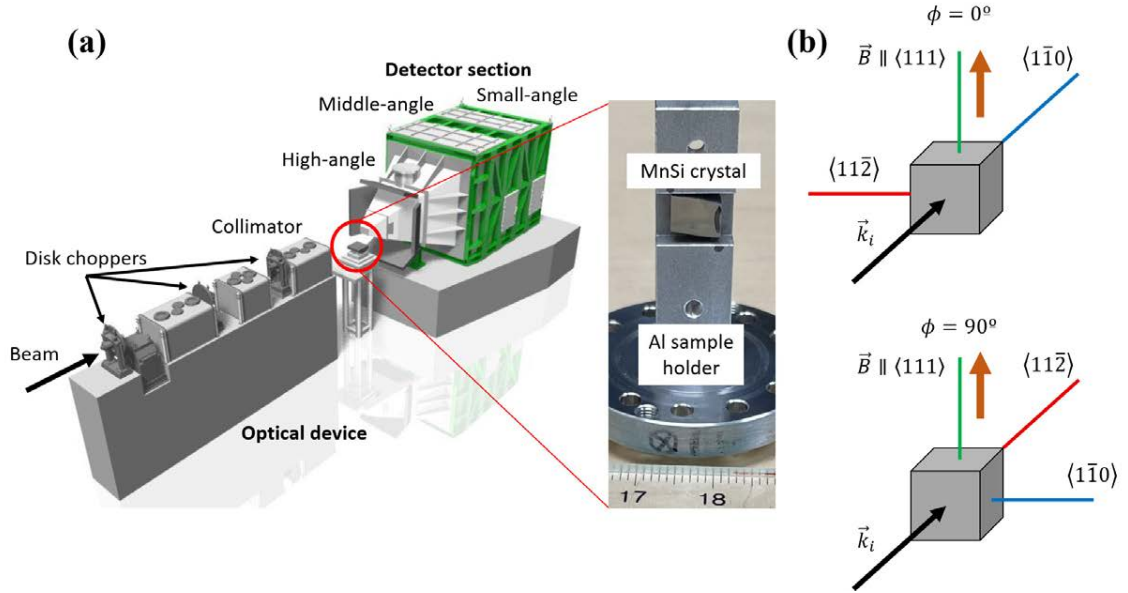 (a)
Detector section
Middle-angle
Small-angle
High-angle
Collimator
Disk choppers
Beam
Optical device
MnSi crystal
Al sample
holder
17
18
(b)
ϕ = 0º
B⃗ ∥ ⟨111⟩
⟨11̅0⟩
⟨112̅⟩
k⃗ᵢ
ϕ = 90º
B⃗ ∥ ⟨111⟩
⟨112̅⟩
⟨11̅0⟩
k⃗ᵢ